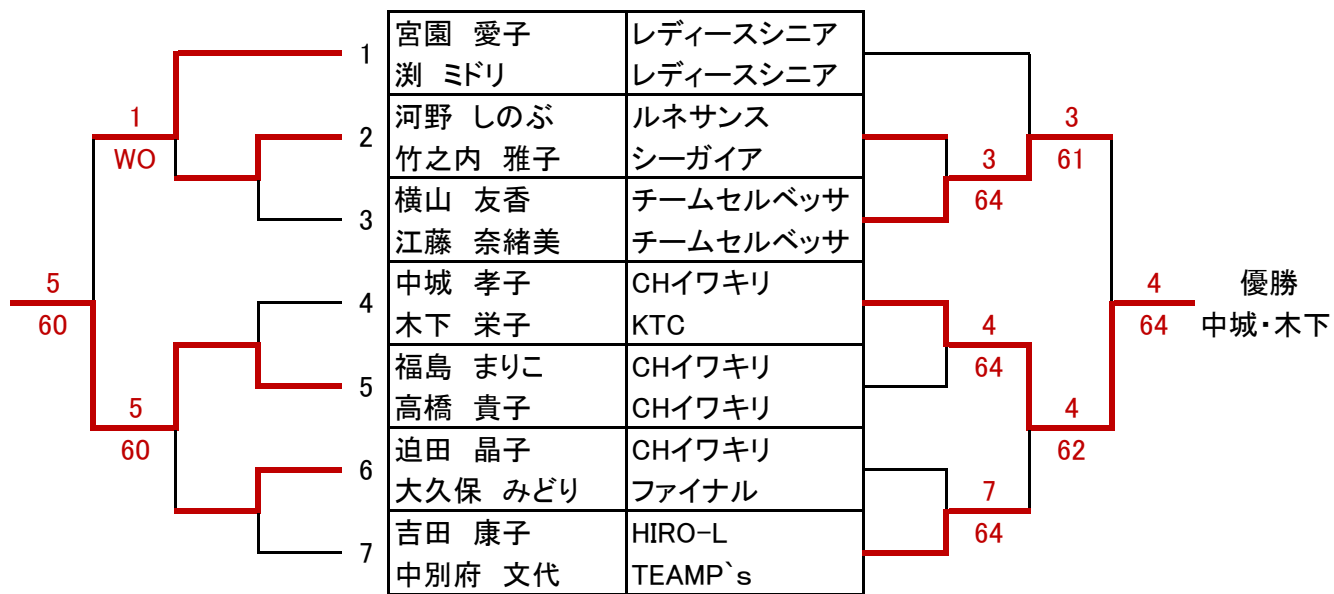 1 宮園 愛子 レディースシニア
渕 ミドリ レディースシニア
1 河野 しのぶ ルネサンス 3
WO 2 竹之内 雅子 シーガイア 3 61
横山 友香 チームセルベッサ 64
3 江藤 奈緒美 チームセルベッサ
5 中城 孝子 CHイワキリ 4 優勝
60 4 木下 栄子 KTC 4 64 中城・木下
福島 まりこ CHイワキリ 64
5 5 高橋 貴子 CHイワキリ 4
60 迫田 晶子 CHイワキリ 62
6 大久保 みどり ファイナル 7
吉田 康子 HIRO-L 64
7 中別府 文代 TEAMP`s